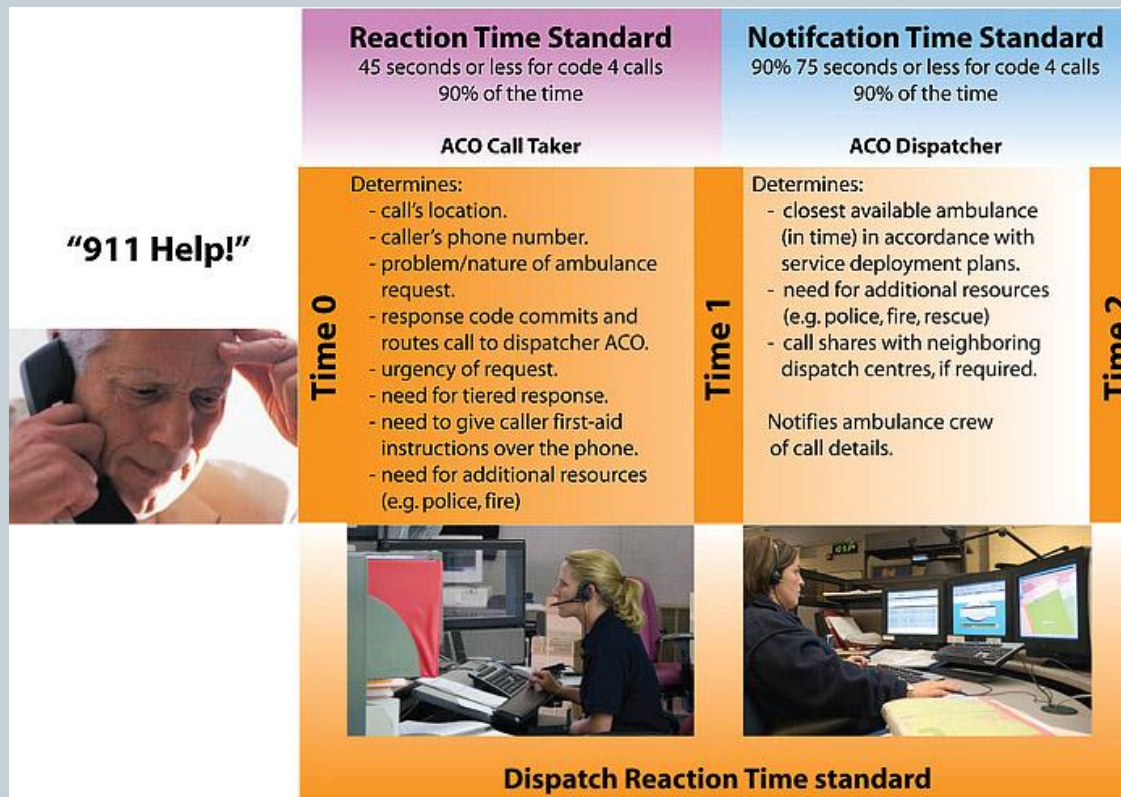 Reaction Time Standard
45 seconds or less for code 4 calls
90% of the time
ACO Call Taker
Notifcation Time Standard
90% 75 seconds or less for code 4 calls
90% of the time
ACO Dispatcher
“911 Help!”
Time 0
Determines:
- call's location.
- caller's phone number.
- problem/nature of ambulance
request.
- response code commits and
routes call to dispatcher ACO.
- urgency of request.
- need for tiered response.
- need to give caller first-aid
instructions over the phone.
- need for additional resources
(e.g. police, fire)
Time 1
Determines:
- closest available ambulance
(in time) in accordance with
service deployment plans.
- need for additional resources
(e.g. police, fire, rescue)
- call shares with neighboring
dispatch centres, if required.
Notifies ambulance crew
of call details.
Time 2
Dispatch Reaction Time standard